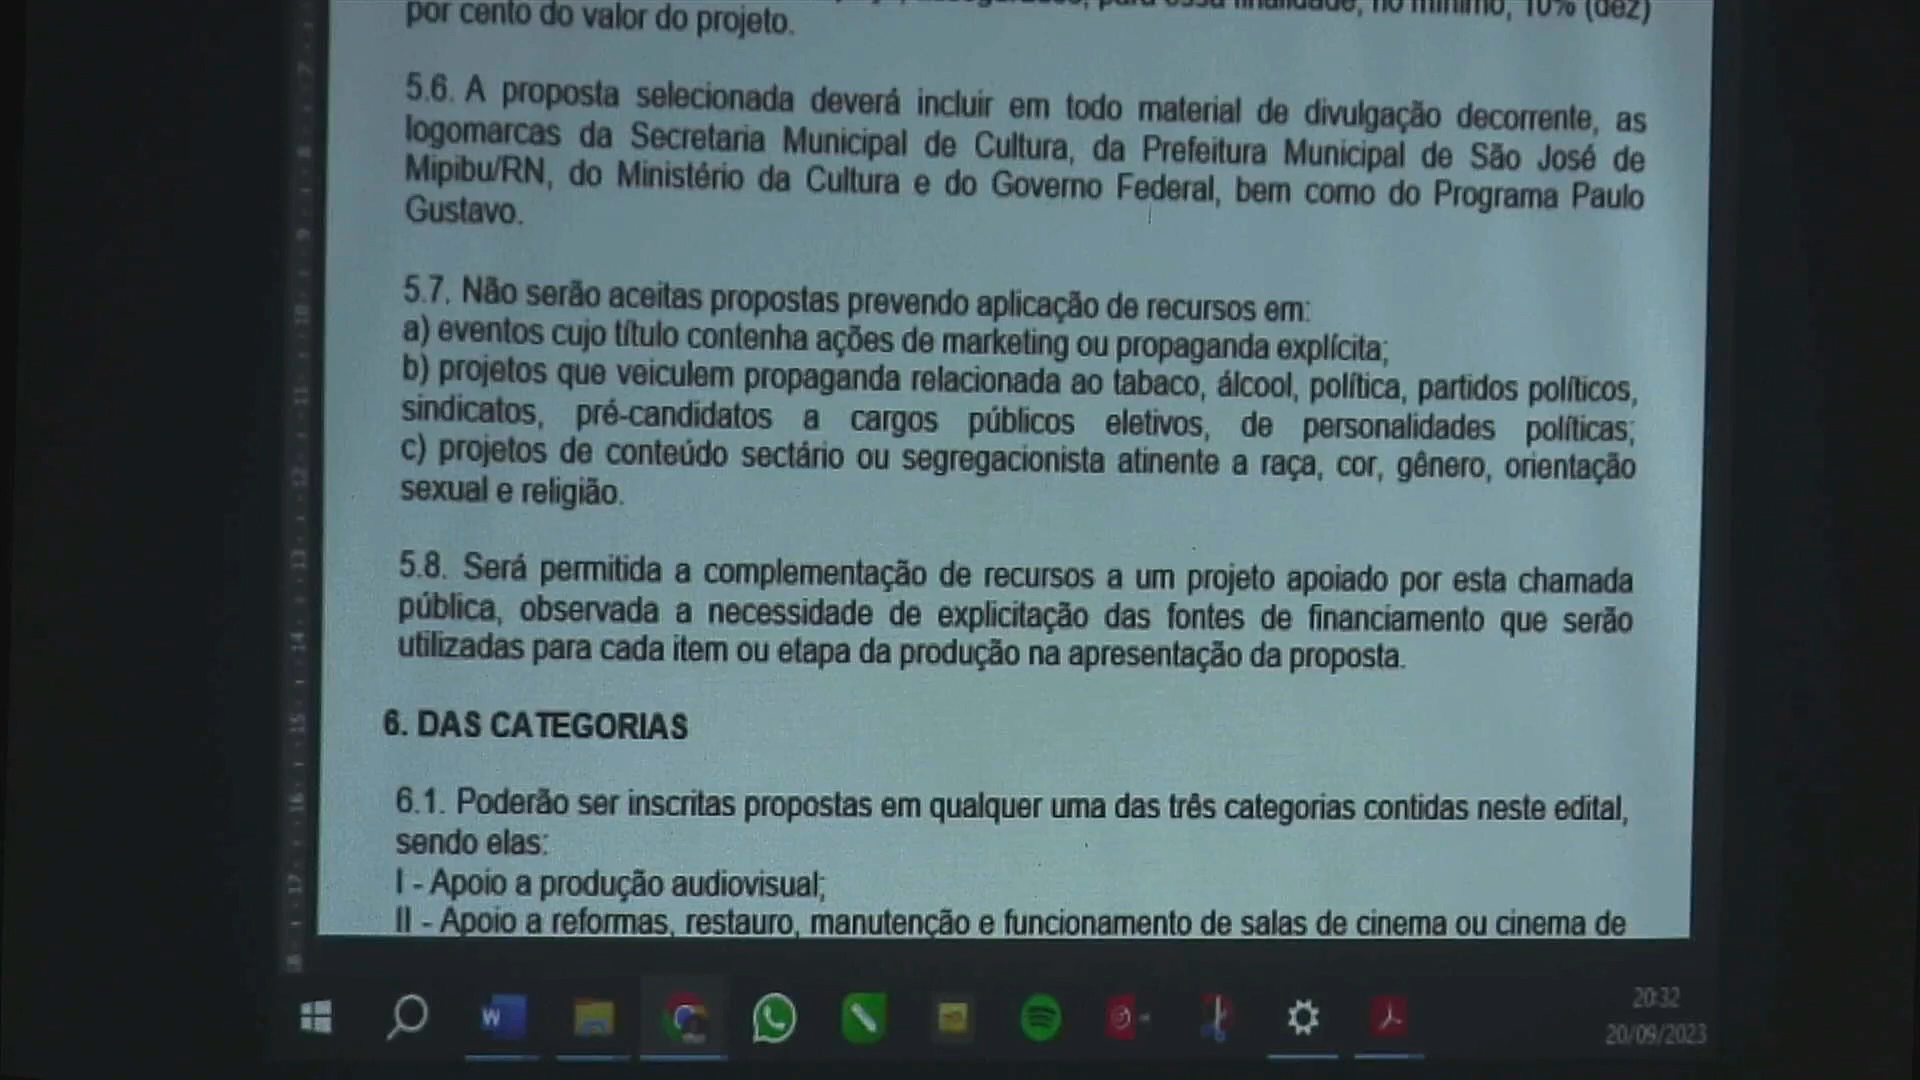 para essa finalidade, no mínimo, 10% (dez)
por cento do valor do projeto.
5.6. A proposta selecionada deverá incluir em todo material de divulgação decorrente, as
logomarcas da Secretaria Municipal de Cultura, da Prefeitura Municipal de São José de
Mipibu/RN, do Ministério da Cultura e do Governo Federal, bem como do Programa Paulo
Gustavo.
5.7. Não serão aceitas propostas prevendo aplicação de recursos em:
a) eventos cujo título contenha ações de marketing ou propaganda explícita;
b) projetos que veiculem propaganda relacionada ao tabaco, álcool, política, partidos políticos,
sindicatos, pré-candidatos a cargos públicos eletivos, de personalidades políticas;
c) projetos de conteúdo sectário ou segregacionista atinente a raça, cor, gênero, orientação
sexual e religião.
5.8. Será permitida a complementação de recursos a um projeto apoiado por esta chamada
pública, observada a necessidade de explicitação das fontes de financiamento que serão
utilizadas para cada item ou etapa da produção na apresentação da proposta.
6. DAS CATEGORIAS
6.1. Poderão ser inscritas propostas em qualquer uma das três categorias contidas neste edital,
sendo elas:
I - Apoio a produção audiovisual;
II - Apoio a reformas, restauro, manutenção e funcionamento de salas de cinema ou cinema de
W
20:32
20/09/2023